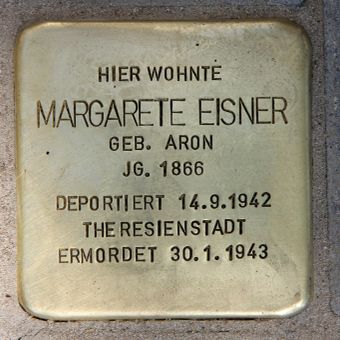 HIER WOHNTE
MARGARETE EISNER
GEB. ARON
JG. 1866
DEPORTIERT 14.9.1942
THERESIENSTADT
ERMORDET 30.1.1943